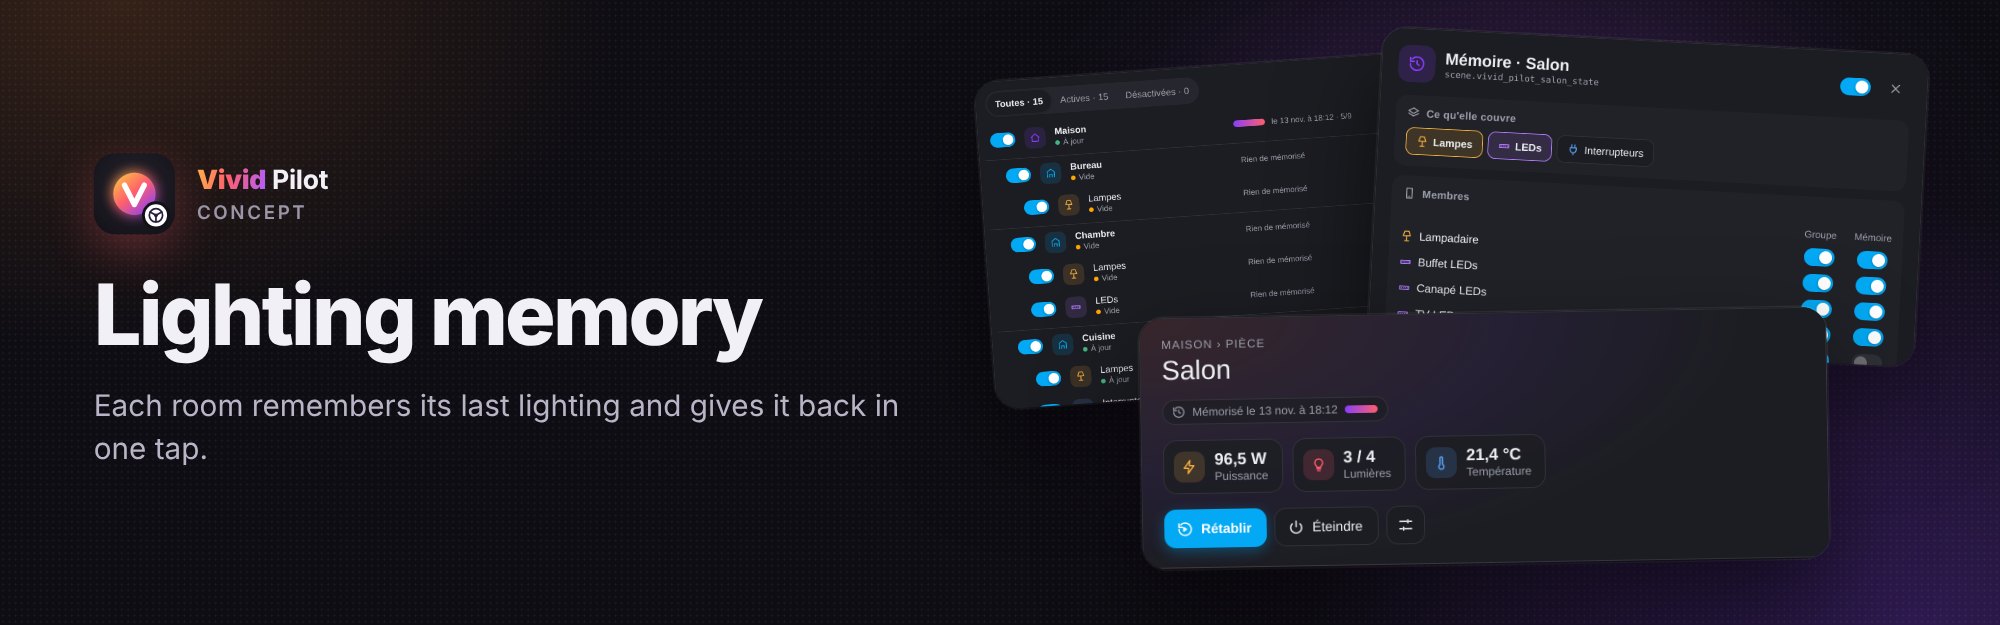 Vivid Pilot
CONCEPT
Lighting memory
Each room remembers its last lighting and gives it back in
one tap.
Toutes · 15
Actives · 15
Désactivées · 0
Maison
À jour
le 13 nov. à 18:12 · 5/9
Bureau
Vide
Rien de mémorisé
Lampes
Vide
Rien de mémorisé
Chambre
Vide
Rien de mémorisé
Lampes
Vide
Rien de mémorisé
LEDs
Vide
Rien de mémorisé
Cuisine
À jour
Lampes
À jour
Mémoire · Salon
scene.vivid_pilot_salon_state
Ce qu'elle couvre
Lampes
LEDs
Interrupteurs
Membres
Groupe
Mémoire
Lampadaire
Buffet LEDs
Canapé LEDs
MAISON › PIÈCE
Salon
Mémorisé le 13 nov. à 18:12
96,5 W
Puissance
3 / 4
Lumières
21,4 °C
Température
Rétablir
Éteindre